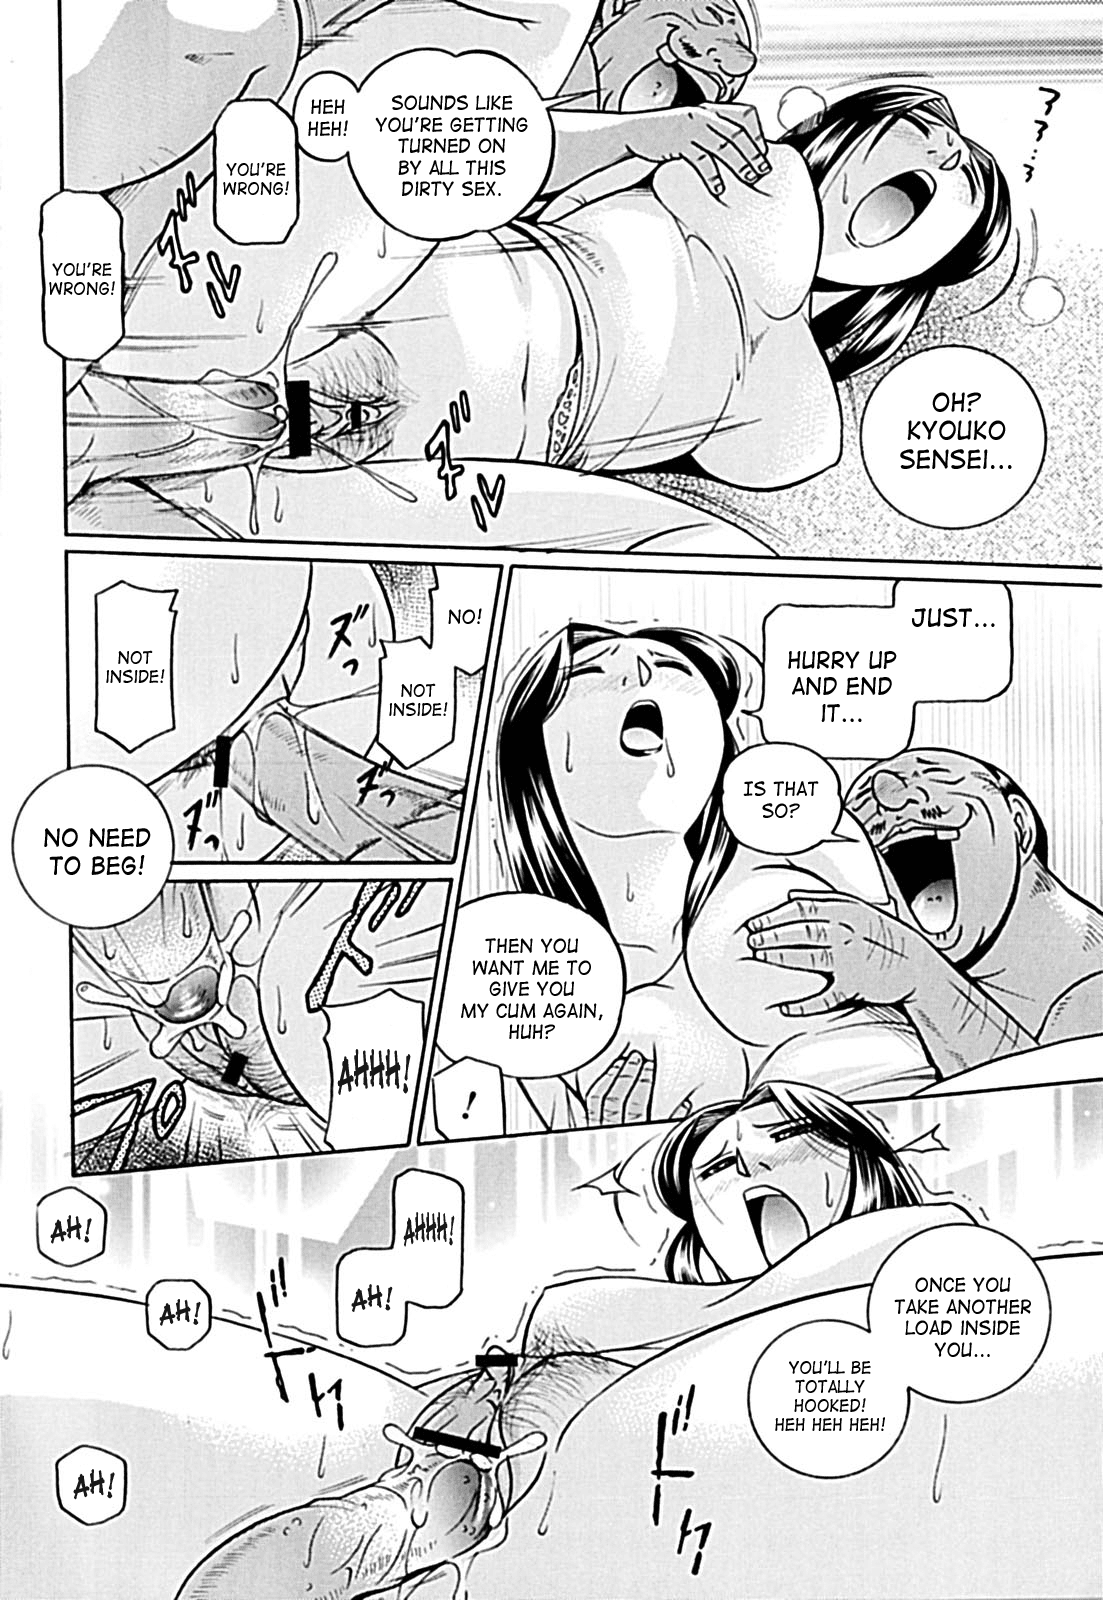 OH?
KYOUKO
SENSEI...
SOUNDS LIKE
YOU'RE GETTING
TURNED ON
BY ALL THIS
DIRTY SEX.
HEH
HEH!
YOU'RE
WRONG!
YOU'RE
WRONG!
JUST...
HURRY UP
AND END
IT...
IS THAT
SO?
THEN YOU
WANT ME TO
GIVE YOU
MY CUM AGAIN,
HUH?
!
NO!
NOT
INSIDE!
NOT
INSIDE!
NO NEED
TO BEG!
AHHH!
ONCE YOU
TAKE ANOTHER
LOAD INSIDE
YOU...
YOU'LL BE
TOTALLY
HOOKED!
HEH HEH HEH!
AHHH!
AH!
AH!
AH!
AH!